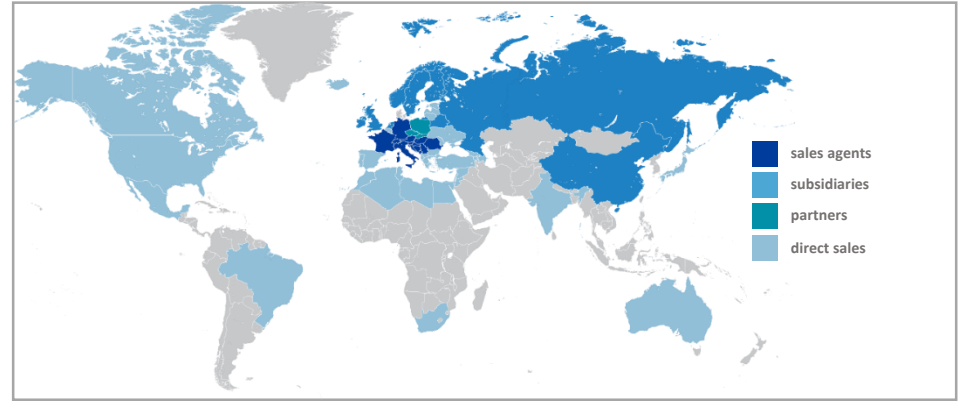 sales agents
subsidiaries
partners
direct sales